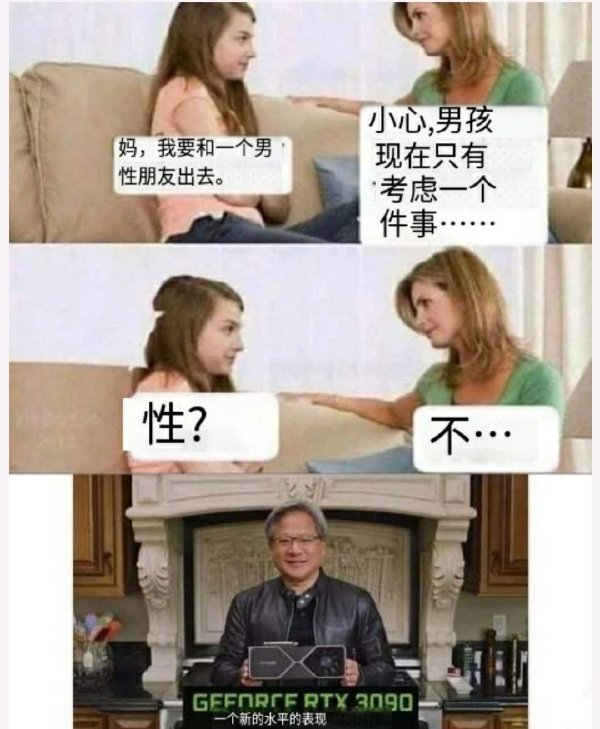 妈，我要和一个男
性朋友出去。
小心,男孩
现在只有
考虑一个
件事……
性?
不…
GEFORCE RTX 3090
一个新的水平的表现